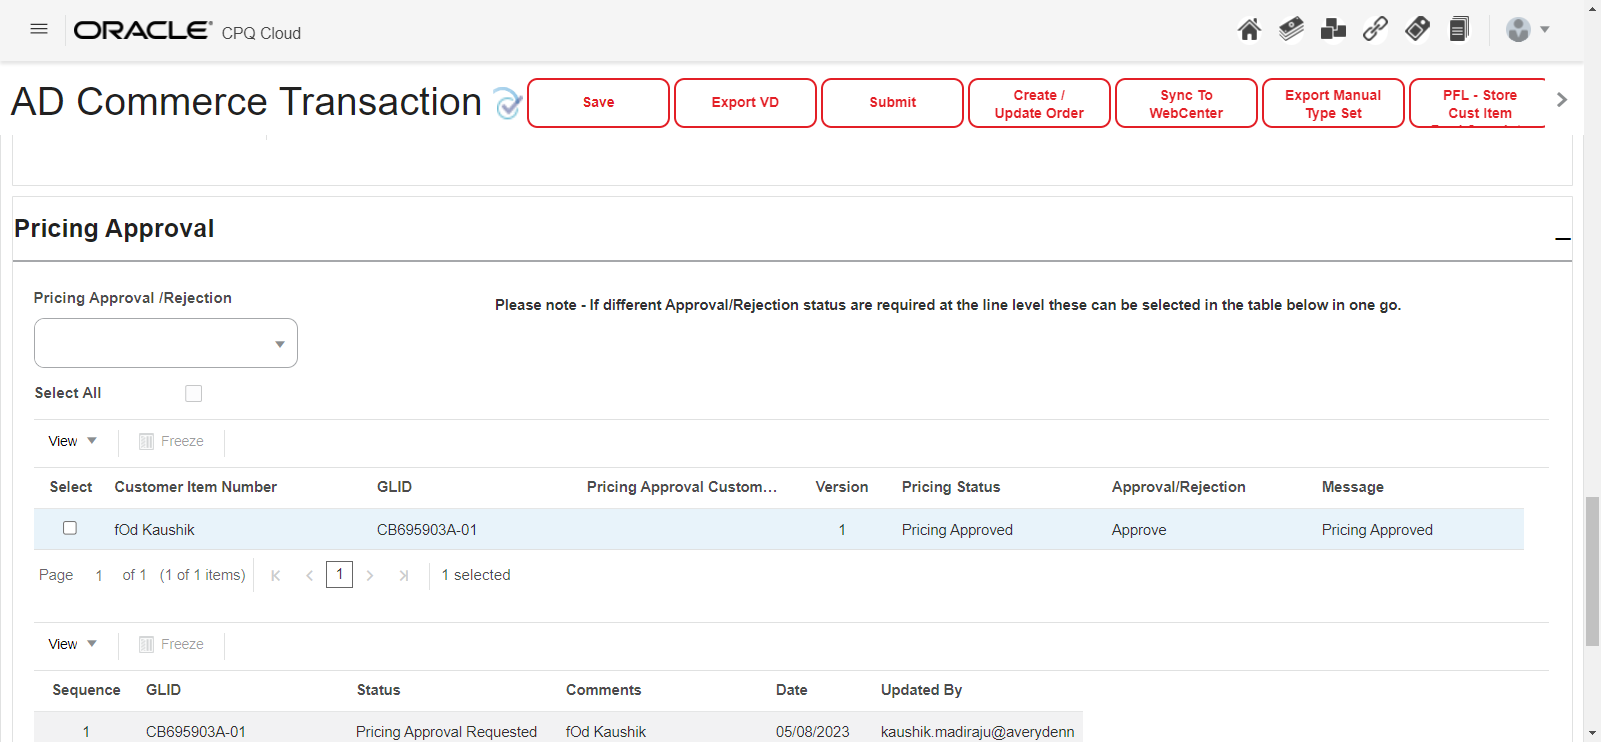 ORACLE CPQ Cloud
AD Commerce Transaction
Save
Export VD
Submit
Create /
Update Order
Sync To
WebCenter
Export Manual
Type Set
PFL - Store
Cust Item
Pricing Approval
Pricing Approval /Rejection
Please note - If different Approval/Rejection status are required at the line level these can be selected in the table below in one go.
Select All
View Freeze
Select Customer Item Number GLID Pricing Approval Custom... Version Pricing Status Approval/Rejection Message
fOd Kaushik CB695903A-01 1 Pricing Approved Approve Pricing Approved
Page 1 of 1 (1 of 1 items) 1 1 selected
View Freeze
Sequence GLID Status Comments Date Updated By
1 CB695903A-01 Pricing Approval Requested fOd Kaushik 05/08/2023 kaushik.madiraju@averydenn